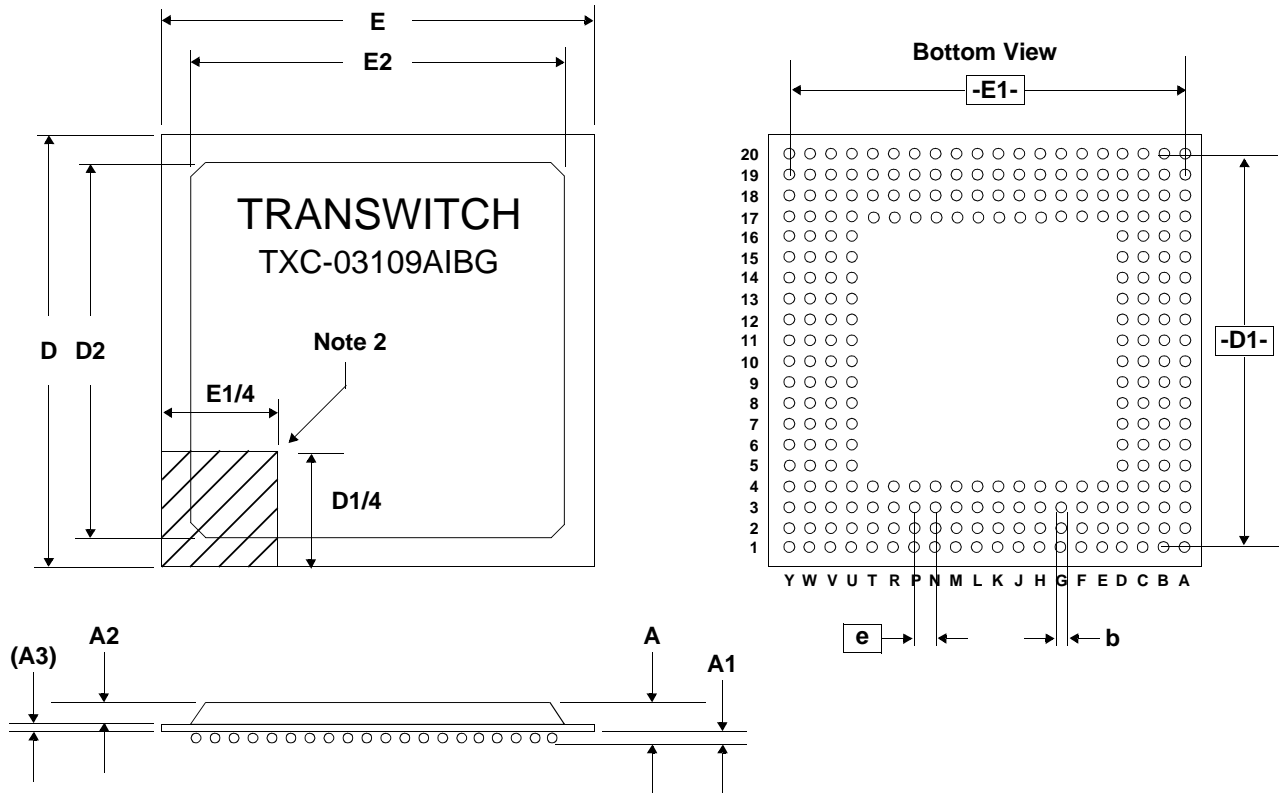 E
E2
Bottom View
-E1-
TRANSWITCH
TXC-03109AIBG
D
D2
Note 2
E1/4
D1/4
20
19
18
17
16
15
14
13
12
11
10
9
8
7
6
5
4
3
2
1
-D1-
Y W V U T R P N M L K J H G F E D C B A
e
b
(A3)
A2
A
A1